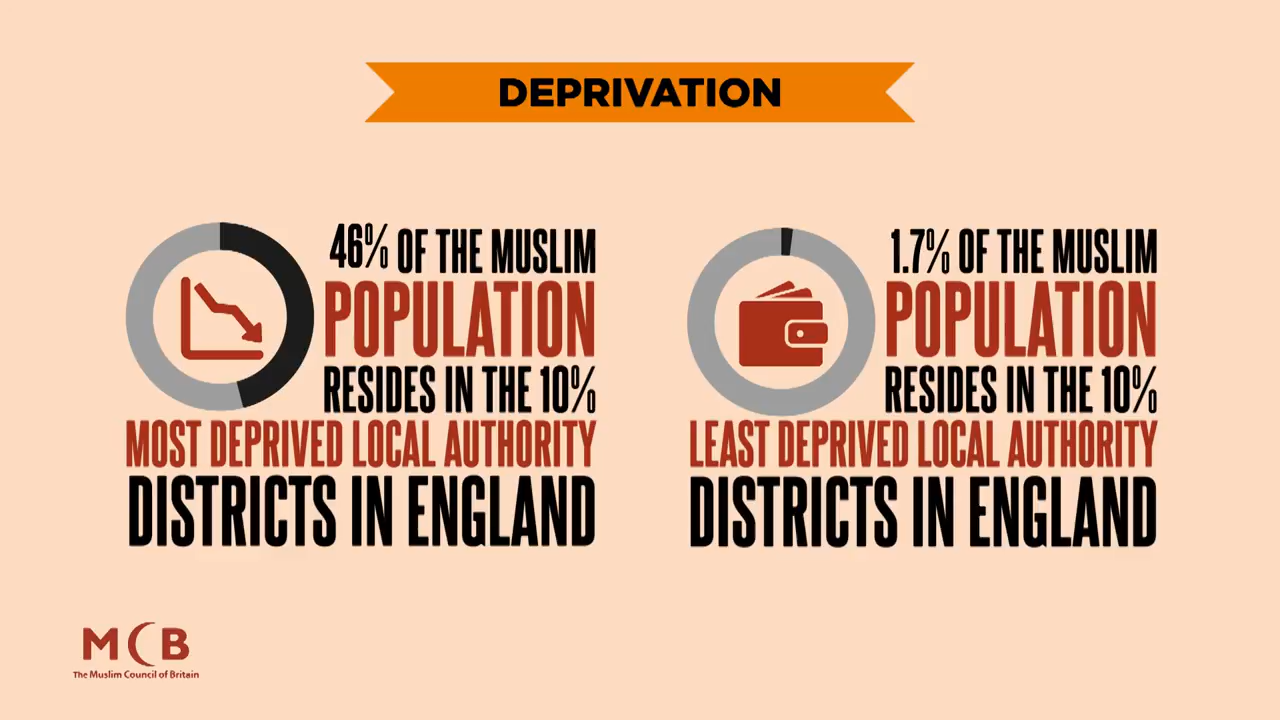 DEPRIVATION
46% OF THE MUSLIM
POPULATION
RESIDES IN THE 10%
MOST DEPRIVED LOCAL AUTHORITY
DISTRICTS IN ENGLAND
1.7% OF THE MUSLIM
POPULATION
RESIDES IN THE 10%
LEAST DEPRIVED LOCAL AUTHORITY
DISTRICTS IN ENGLAND
MCB
The Muslim Council of Britain